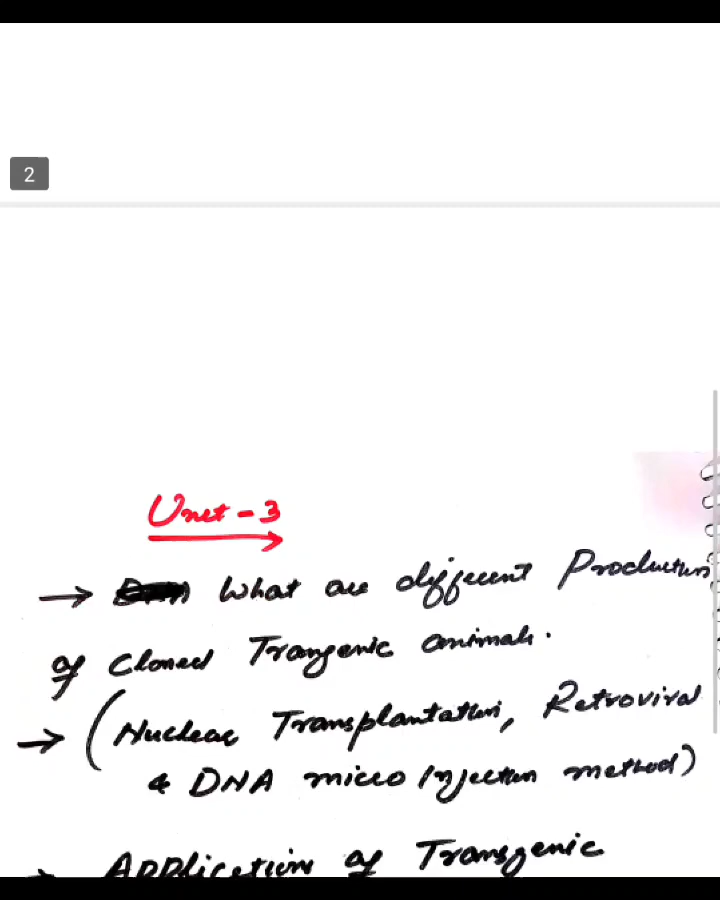 2
Unit - 3
→ What are different Productions
of Cloned Transgenic animals.
→ (Nuclear Transplantation, Retroviral
& DNA micro Injection method)
→ Application of Transgenic